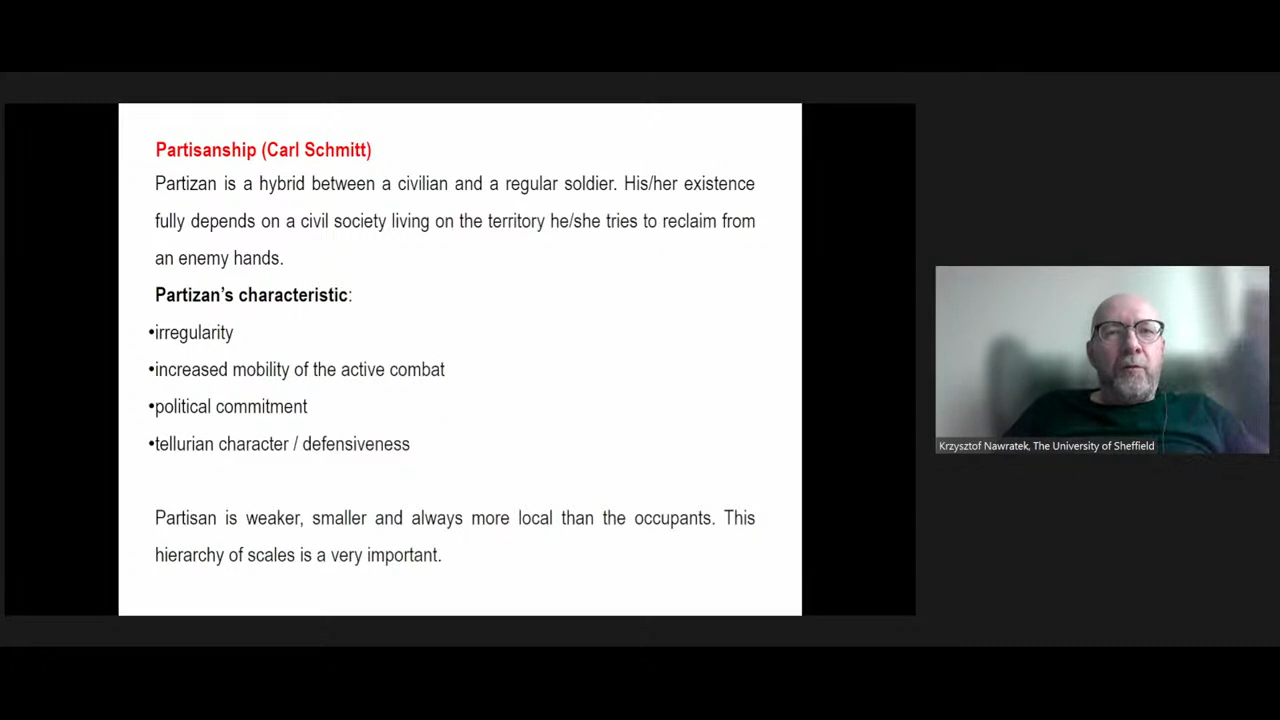 Partisanship (Carl Schmitt)
Partizan is a hybrid between a civilian and a regular soldier. His/her existence
fully depends on a civil society living on the territory he/she tries to reclaim from
an enemy hands.
Partizan’s characteristic:
•irregularity
•increased mobility of the active combat
•political commitment
•tellurian character / defensiveness
Partisan is weaker, smaller and always more local than the occupants. This
hierarchy of scales is a very important.
Krzysztof Nawratek, The University of Sheffield